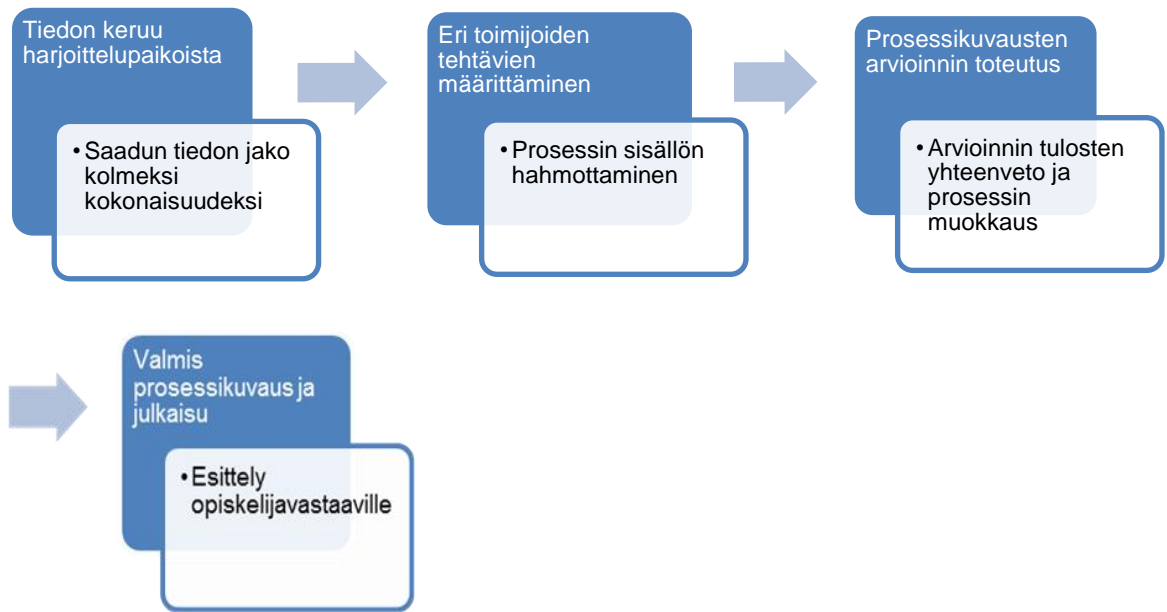 Tiedon keruu
harjoittelupaikoista
• Saadun tiedon jako
kolmeksi
kokonaisuudeksi
Eri toimijoiden
tehtävien
määrittäminen
• Prosessin sisällön
hahmottaminen
Prosessikuvausten
arvioinnin toteutus
• Arvioinnin tulosten
yhteenveto ja
prosessin
muokkaus
Valmis
prosessikuvaus ja
julkaisu
• Esittely
opiskelijavastaaville